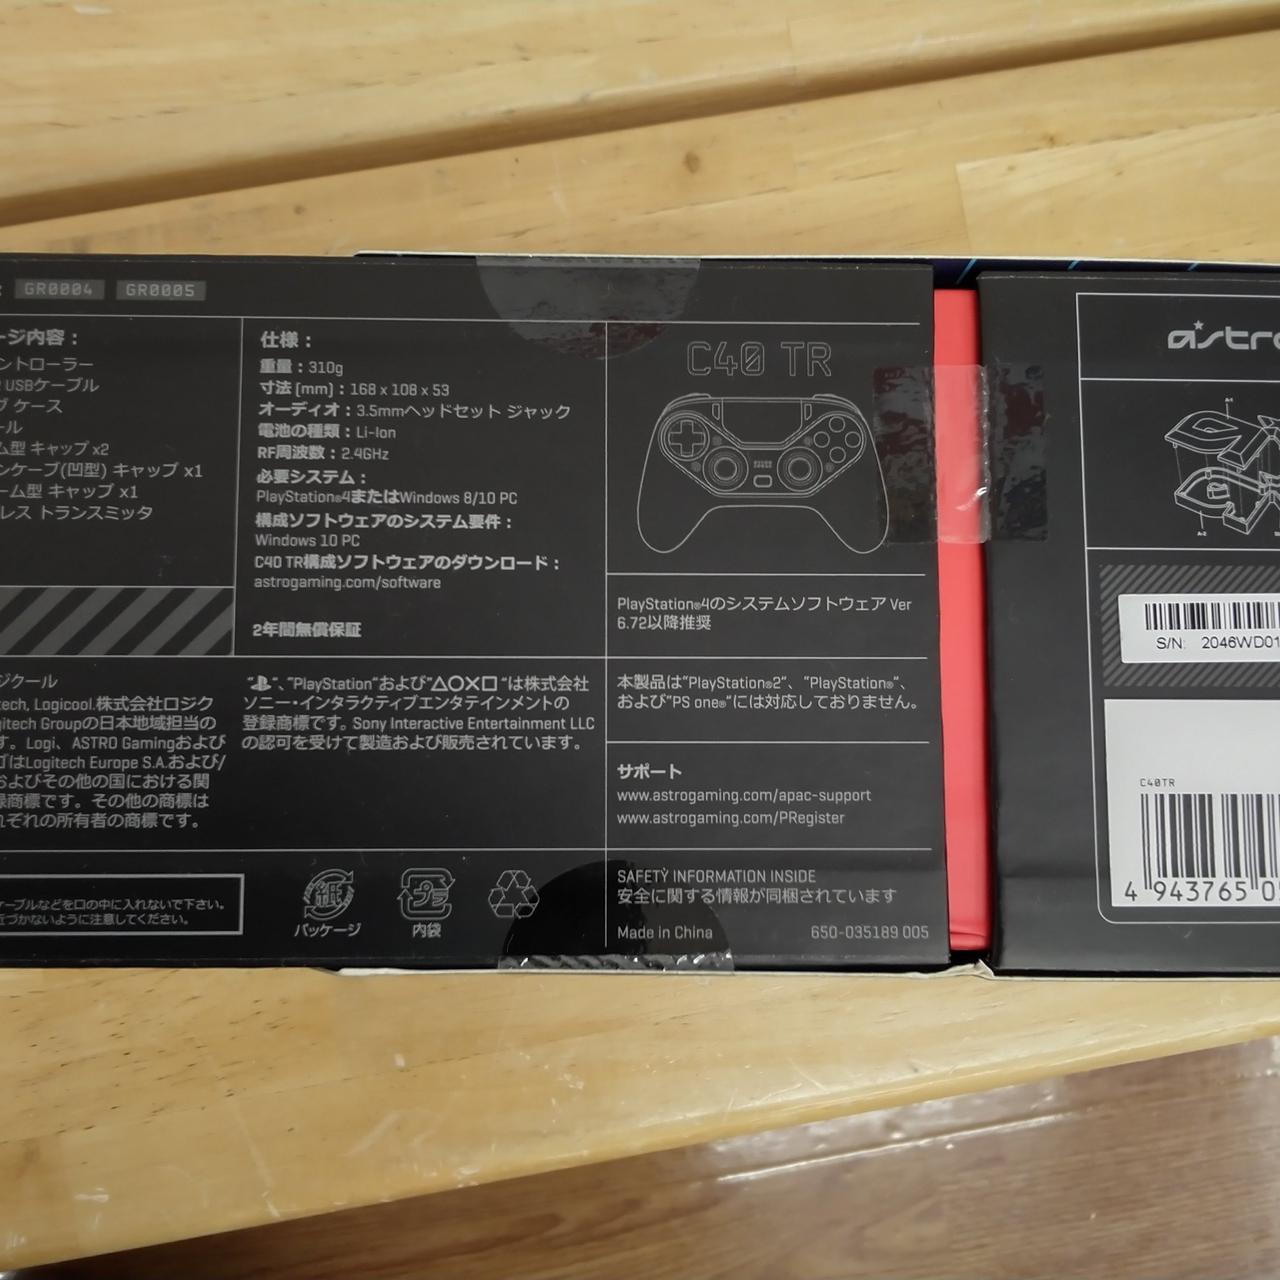 GR0004 GR0005
ージ内容：
ントローラー
USBケーブル
ブ ケース
ール
ム型 キャップ x2
ンケーブ(凹型) キャップ x1
ーム型 キャップ x1
レス トランスミッタ
仕様：
重量：310g
寸法 (mm)：168 x 108 x 53
オーディオ：3.5mmヘッドセット ジャック
電池の種類：Li-Ion
RF周波数：2.4GHz
必要システム：
PlayStation®4またはWindows 8/10 PC
構成ソフトウェアのシステム要件：
Windows 10 PC
C40 TR構成ソフトウェアのダウンロード：
astrogaming.com/software
2年間無償保証
C40 TR
PlayStation®4のシステムソフトウェア Ver
6.72以降推奨
ジクール
tech, Logicool.株式会社ロジク
gitech Groupの日本地域担当の
す。Logi、ASTRO Gamingおよび
ゴはLogitech Europe S.A.および/
およびその他の国における関
録商標です。その他の商標は
れぞれの所有者の商標です。
"、"PlayStation"および"△○×□"は株式会社
ソニー・インタラクティブエンタテインメントの
登録商標です。Sony Interactive Entertainment LLC
の認可を受けて製造および販売されています。
本製品は"PlayStation®2"、"PlayStation®"、
および"PS one®"には対応しておりません。
サポート
www.astrogaming.com/apac-support
www.astrogaming.com/PRegister
ケーブルなどを口の中に入れないで下さい。
近づかないように注意してください。
紙
パッケージ
プラ
内袋
SAFETY INFORMATION INSIDE
安全に関する情報が同梱されています
Made in China 650-035189 005
astro
A-1
A-2
S/N: 2046WD01
C40TR
4 943765 0